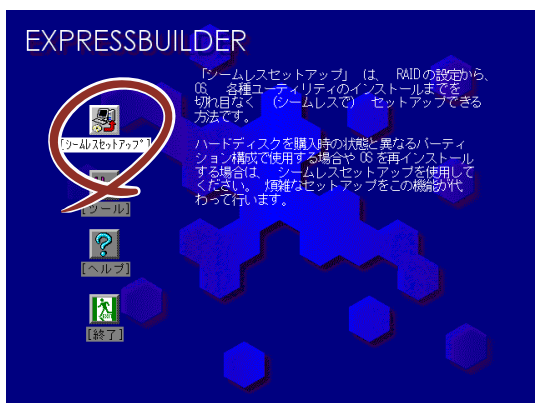 EXPRESSBUILDER
「シームレスセットアップ」 は、 RAIDの設定から、
OS、 各種ユーティリティのインストールまでを
切れ目なく (シームレスで) セットアップできる
方法です。
ハードディスクを購入時の状態と異なるパーティ
ション構成で使用する場合や OS を再インストール
する場合は、 シームレスセットアップを使用して
ください。 煩雑なセットアップをこの機能が代
わって行います。
[シームレスセットアップ]
[ツール]
[ヘルプ]
[終了]